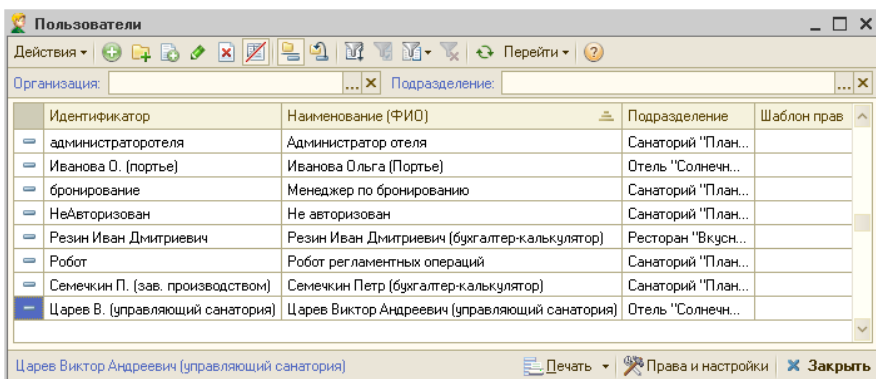 Пользователи
Действия Перейти
Организация: ... Подразделение: ...
Идентификатор Наименование (ФИО) Подразделение Шаблон прав
администраторотеля Администратор отеля Санаторий "План...
Иванова О. (портье) Иванова Ольга (Портье) Отель "Солнечн...
бронирование Менеджер по бронированию Санаторий "План...
НеАвторизован Не авторизован Санаторий "План...
Резин Иван Дмитриевич Резин Иван Дмитриевич (бухгалтер-калькулятор) Ресторан "Вкусн...
Робот Робот регламентных операций Санаторий "План...
Семечкин П. (зав. производством) Семечкин Петр (бухгалтер-калькулятор) Санаторий "План...
Царев В. (управляющий санатория) Царев Виктор Андреевич (управляющий санатория) Отель "Солнечн...
Царев Виктор Андреевич (управляющий санатория) Печать Права и настройки Закрыть